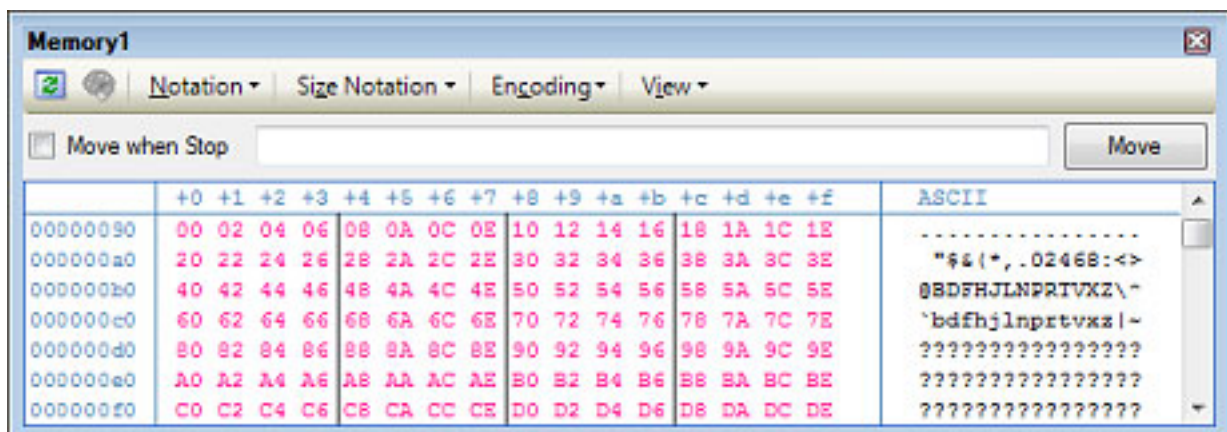 Memory1
Notation Size Notation Encoding View
Move when Stop Move
+0 +1 +2 +3 +4 +5 +6 +7 +8 +9 +a +b +c +d +e +f ASCII
00000090 00 02 04 06 08 0A 0C 0E 10 12 14 16 18 1A 1C 1E ................
000000a0 20 22 24 26 28 2A 2C 2E 30 32 34 36 38 3A 3C 3E "$&(*,.02468:<>
000000b0 40 42 44 46 48 4A 4C 4E 50 52 54 56 58 5A 5C 5E @BDFHJLNPRTVXZ\^
000000c0 60 62 64 66 68 6A 6C 6E 70 72 74 76 78 7A 7C 7E `bdfhjlnprtvxz|~
000000d0 80 82 84 86 88 8A 8C 8E 90 92 94 96 98 9A 9C 9E ????????????????
000000e0 A0 A2 A4 A6 A8 AA AC AE B0 B2 B4 B6 B8 BA BC BE ????????????????
000000f0 C0 C2 C4 C6 C8 CA CC CE D0 D2 D4 D6 D8 DA DC DE ????????????????